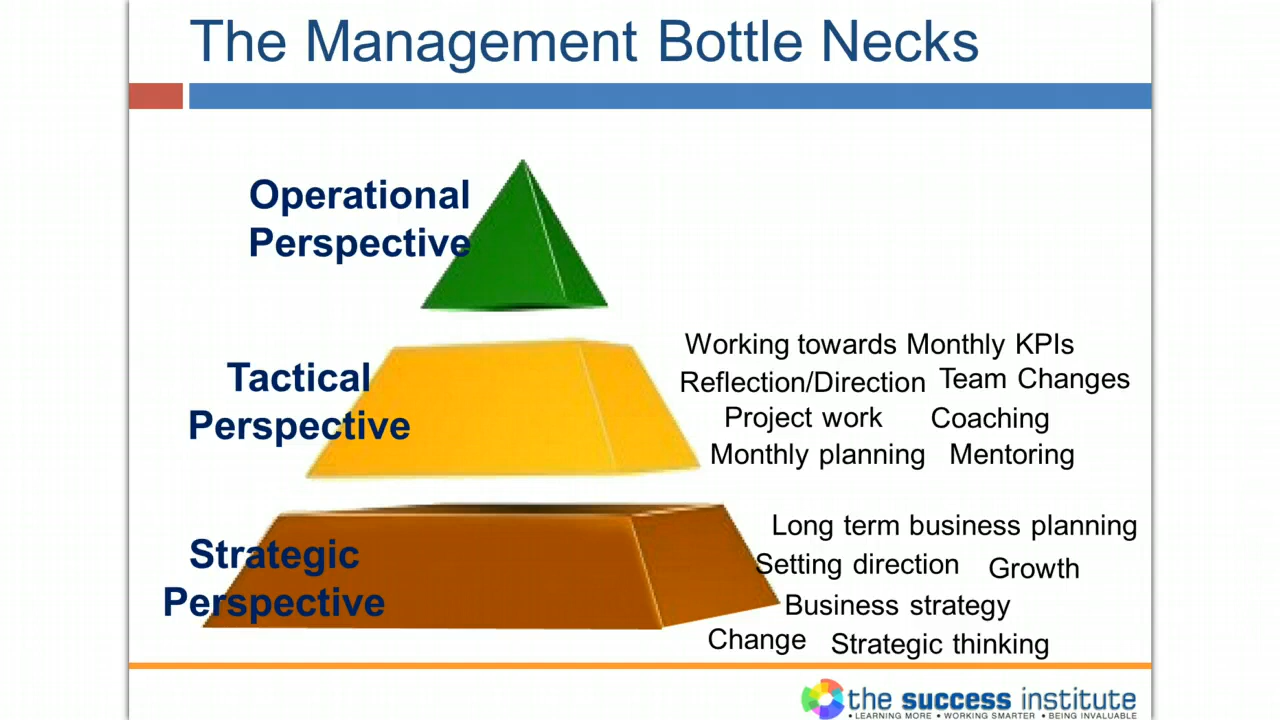 The Management Bottle Necks
Operational
Perspective
Tactical
Perspective
Working towards Monthly KPIs
Reflection/Direction Team Changes
Project work Coaching
Monthly planning Mentoring
Strategic
Perspective
Long term business planning
Setting direction Growth
Business strategy
Change Strategic thinking
the success institute
• LEARNING MORE • WORKING SMARTER • BEING INVALUABLE